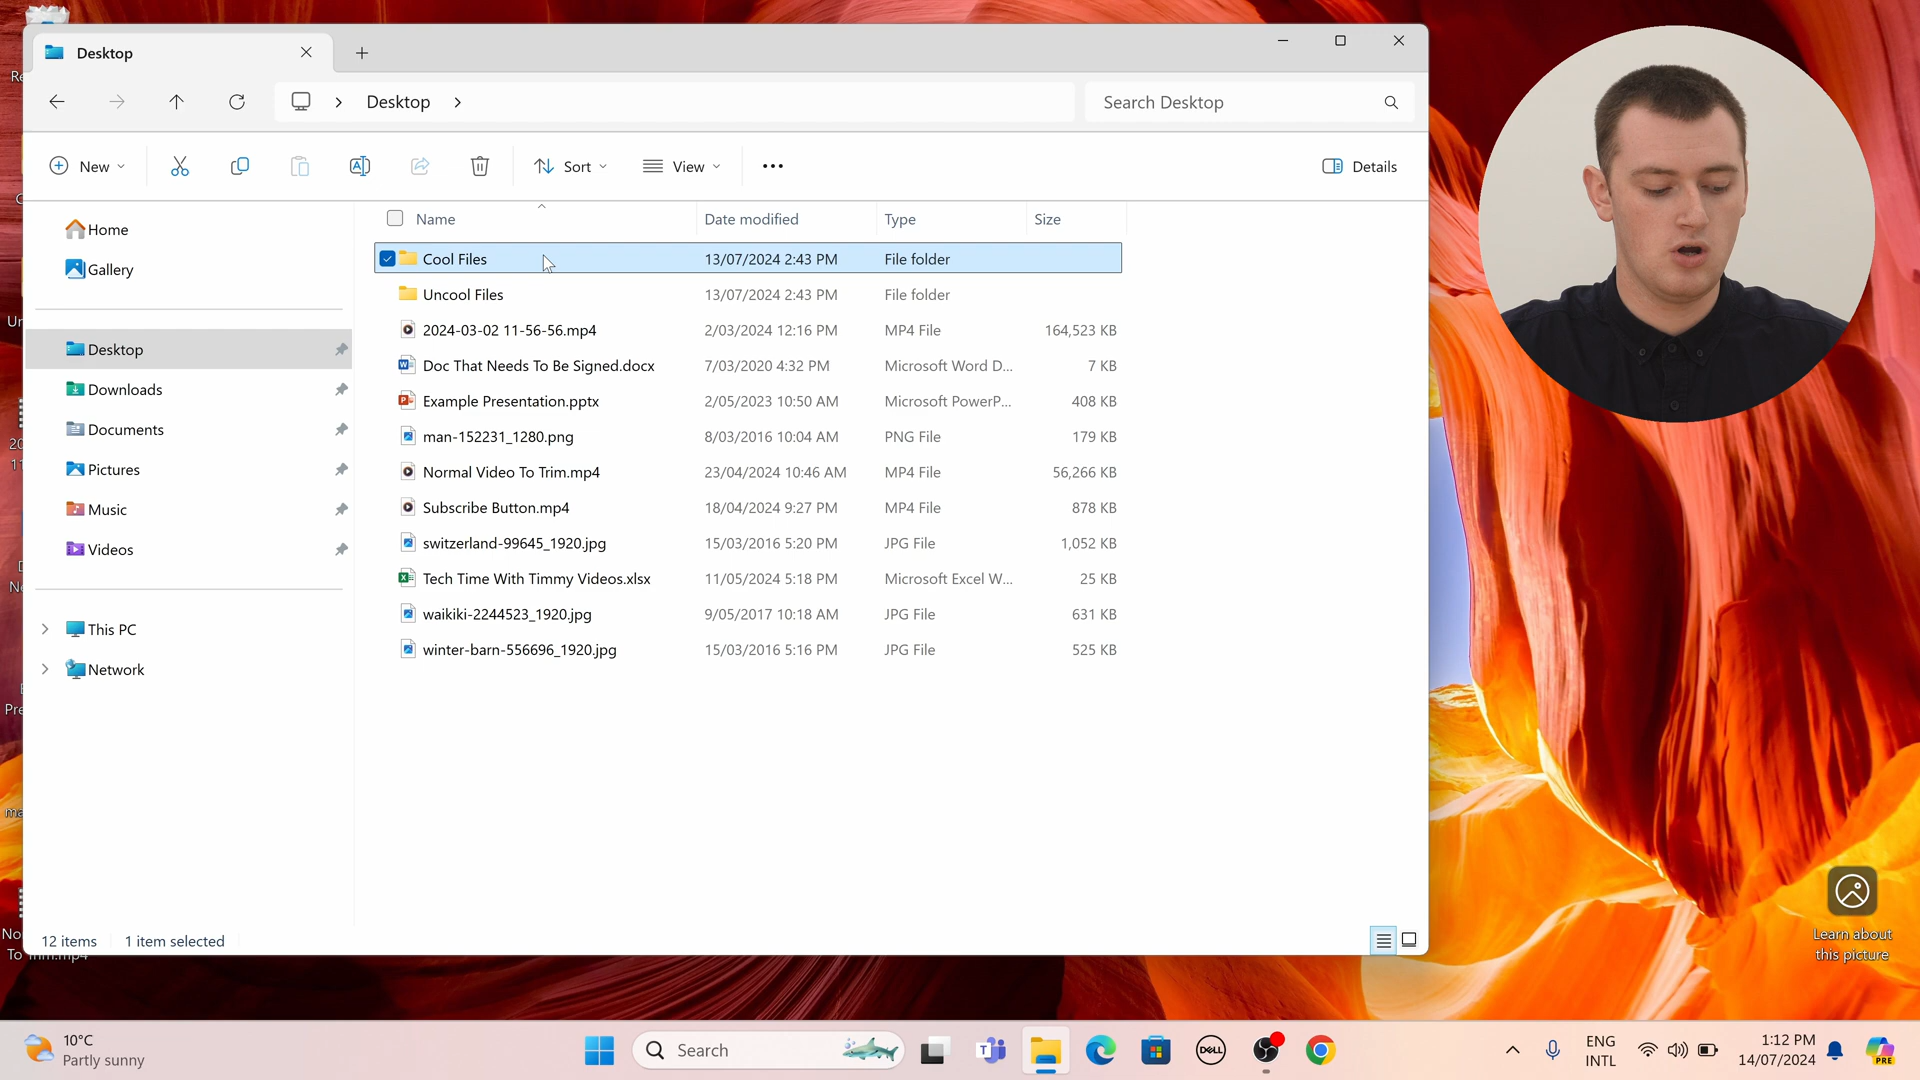 Desktop
Desktop
Search Desktop
New
Sort
View
Details
Name Date modified Type Size
Home
Gallery
Desktop
Downloads
Documents
Pictures
Music
Videos
This PC
Network
Cool Files 13/07/2024 2:43 PM File folder
Uncool Files 13/07/2024 2:43 PM File folder
2024-03-02 11-56-56.mp4 2/03/2024 12:16 PM MP4 File 164,523 KB
Doc That Needs To Be Signed.docx 7/03/2020 4:32 PM Microsoft Word D... 7 KB
Example Presentation.pptx 2/05/2023 10:50 AM Microsoft PowerP... 408 KB
man-152231_1280.png 8/03/2016 10:04 AM PNG File 179 KB
Normal Video To Trim.mp4 23/04/2024 10:46 AM MP4 File 56,266 KB
Subscribe Button.mp4 18/04/2024 9:27 PM MP4 File 878 KB
switzerland-99645_1920.jpg 15/03/2016 5:20 PM JPG File 1,052 KB
Tech Time With Timmy Videos.xlsx 11/05/2024 5:18 PM Microsoft Excel W... 25 KB
waikiki-2244523_1920.jpg 9/05/2017 10:18 AM JPG File 631 KB
winter-barn-556696_1920.jpg 15/03/2016 5:16 PM JPG File 525 KB
12 items 1 item selected
Learn about
this picture
10°C
Partly sunny
Search
DELL
ENG
INTL
1:12 PM
14/07/2024
PRE